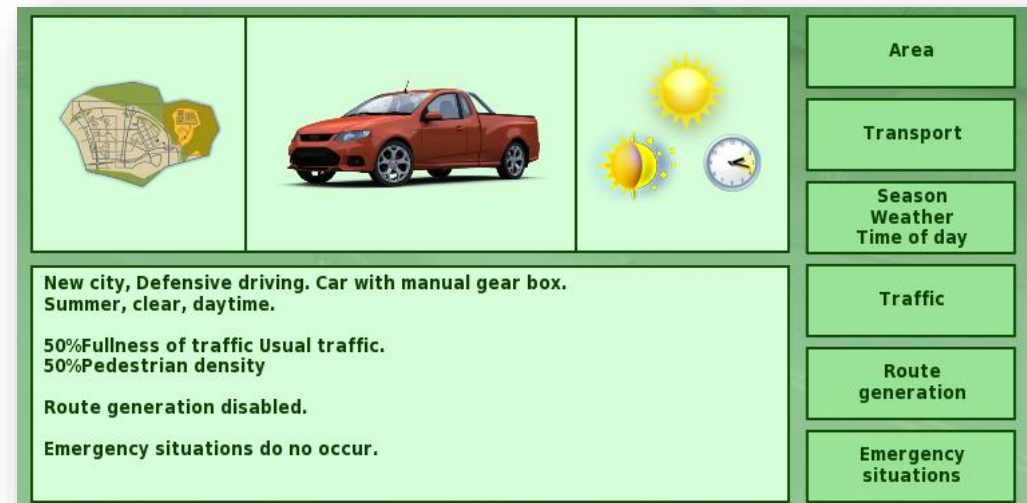 New city, Defensive driving. Car with manual gear box.
Summer, clear, daytime.
50%Fullness of traffic Usual traffic.
50%Pedestrian density
Route generation disabled.
Emergency situations do no occur.
Area
Transport
Season
Weather
Time of day
Traffic
Route
generation
Emergency
situations